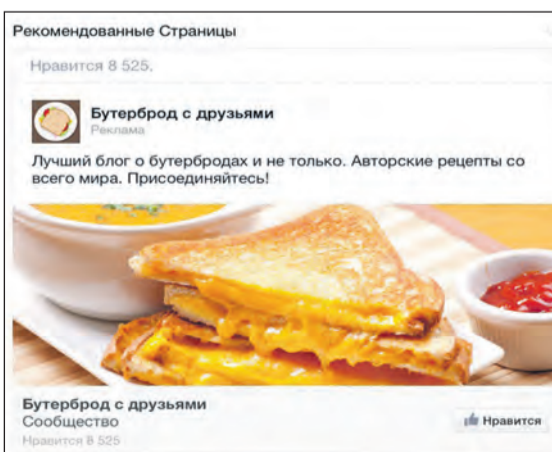 Рекомендованные Страницы
Нравится 8 525.
Бутерброд с друзьями
Реклама
Лучший блог о бутербродах и не только. Авторские рецепты со
всего мира. Присоединяйтесь!
Бутерброд с друзьями
Сообщество
Нравится 8 525
Нравится